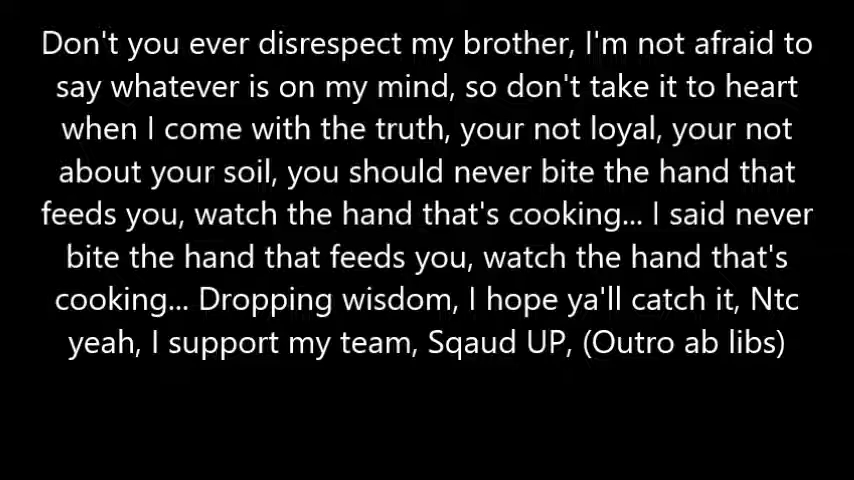 Don't you ever disrespect my brother, I'm not afraid to
say whatever is on my mind, so don't take it to heart
when I come with the truth, your not loyal, your not
about your soil, you should never bite the hand that
feeds you, watch the hand that's cooking... I said never
bite the hand that feeds you, watch the hand that's
cooking... Dropping wisdom, I hope ya'll catch it, Ntc
yeah, I support my team, Sqaud UP, (Outro ab libs)